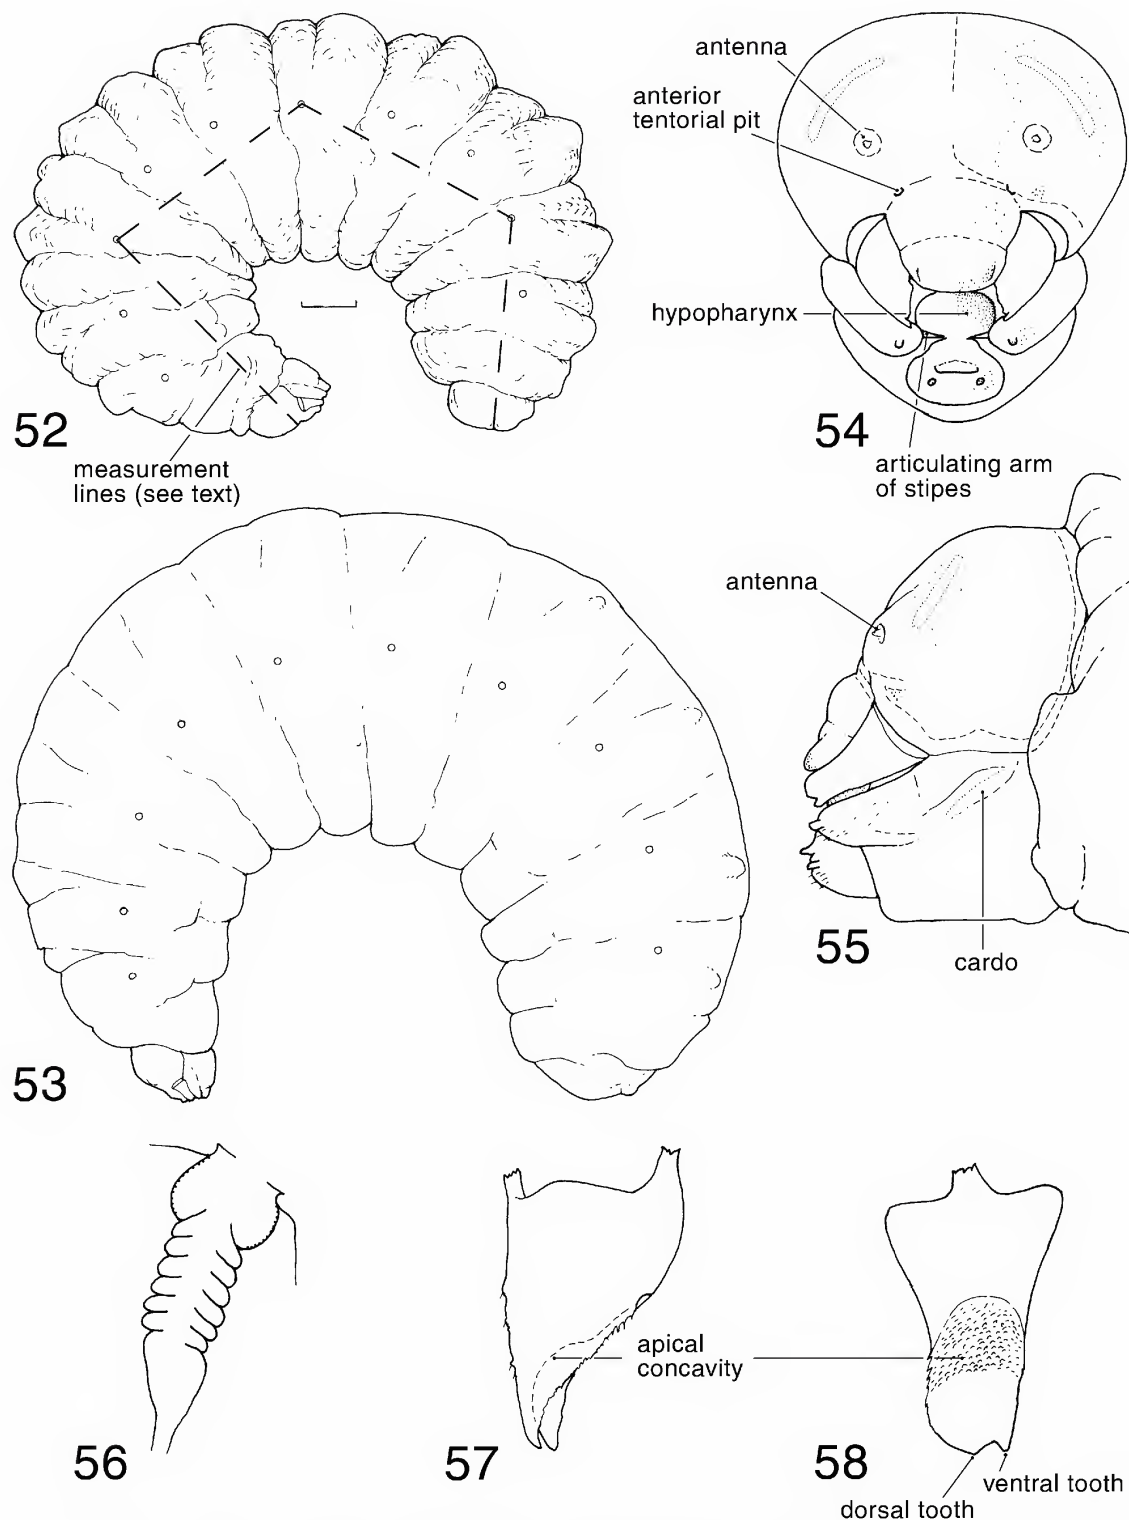 antenna
anterior
tentorial pit
hypopharynx
52
54
measurement
lines (see text)
articulating arm
of stipes
antenna
55
cardo
53
apical
concavity
56
57
58
ventral tooth
dorsal tooth